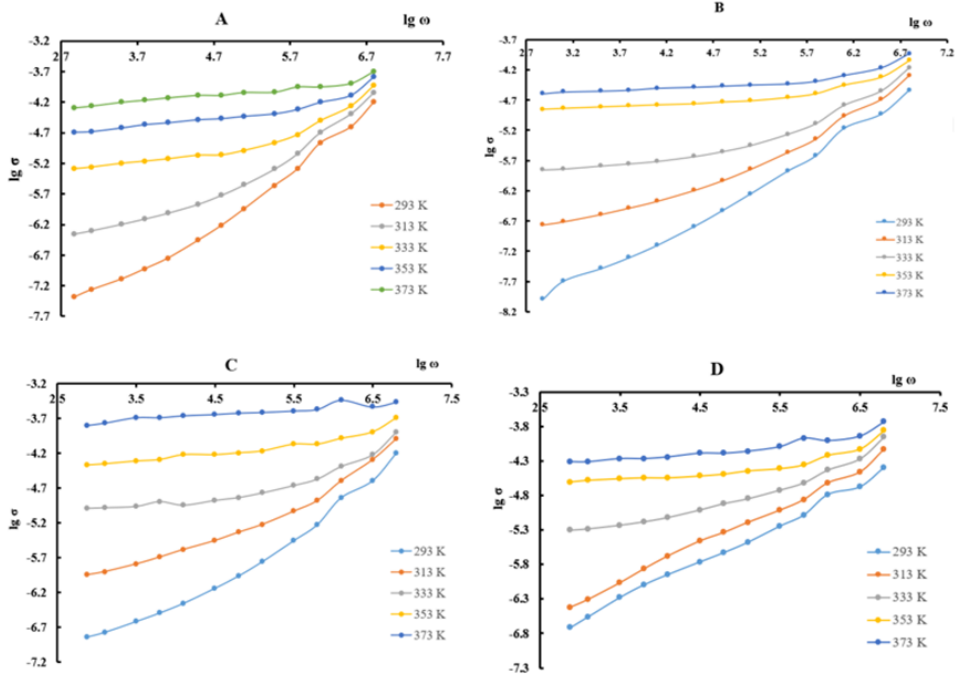 A
lg ω
-3.2
2.7 3.7 4.7 5.7 6.7 7.7
-3.7
-4.2
-4.7
-5.2
-5.7
-6.2
-6.7
-7.2
-7.7
lg σ
293 K
313 K
333 K
353 K
373 K
B
lg ω
-3.7
2.7 3.2 3.7 4.2 4.7 5.2 5.7 6.2 6.7 7.2
-4.2
-4.7
-5.2
-5.7
-6.2
-6.7
-7.2
-7.7
-8.2
lg σ
293 K
313 K
333 K
353 K
373 K
C
lg ω
-3.2
2.5 3.5 4.5 5.5 6.5 7.5
-3.7
-4.2
-4.7
-5.2
-5.7
-6.2
-6.7
-7.2
lg σ
293 K
313 K
333 K
353 K
373 K
D
lg ω
-3.3
2.5 3.5 4.5 5.5 6.5 7.5
-3.8
-4.3
-4.8
-5.3
-5.8
-6.3
-6.8
-7.3
lg σ
293 K
313 K
333 K
353 K
373 K